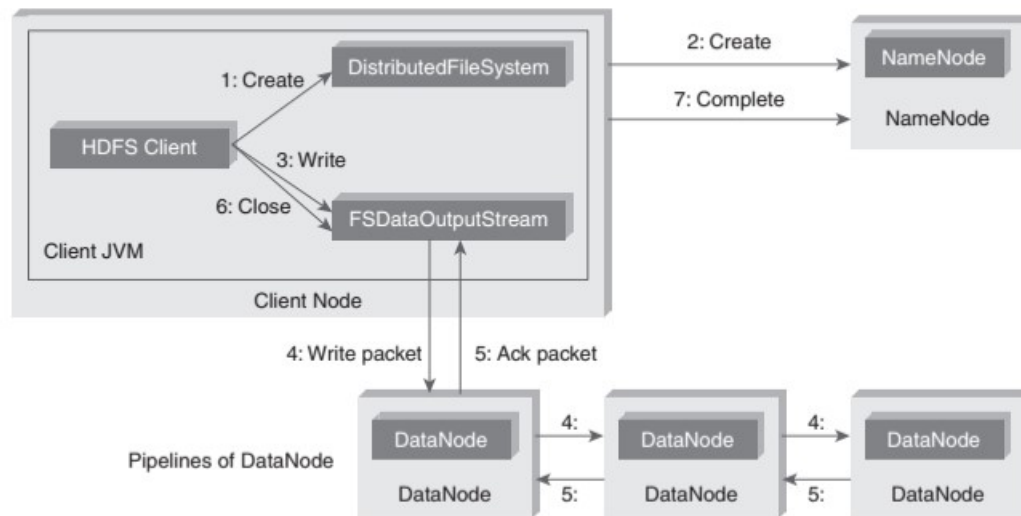 2: Create
DistributedFileSystem
NameNode
1: Create
7: Complete
NameNode
HDFS Client
3: Write
6: Close
FSDataOutputStream
Client JVM
Client Node
4: Write packet
5: Ack packet
DataNode
4:
DataNode
4:
DataNode
Pipelines of DataNode
DataNode
5:
DataNode
5:
DataNode